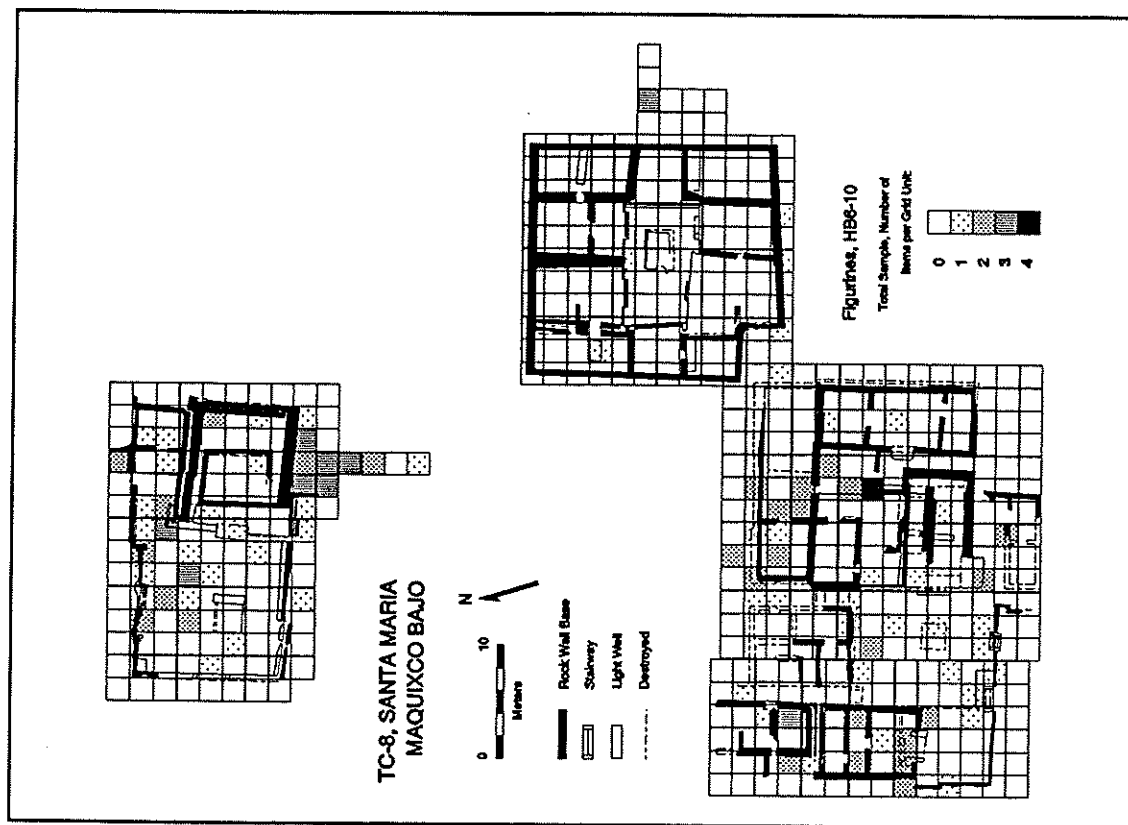 TC-8, SANTA MARIA
MAQUIXCO BAJO
N
0 10
Meters
Rock Wall Base
Stairway
Light Well
Destroyed
Figurines, HB6-10
Total Sample, Number of
Items per Grid Unit:
0
1
2
3
4